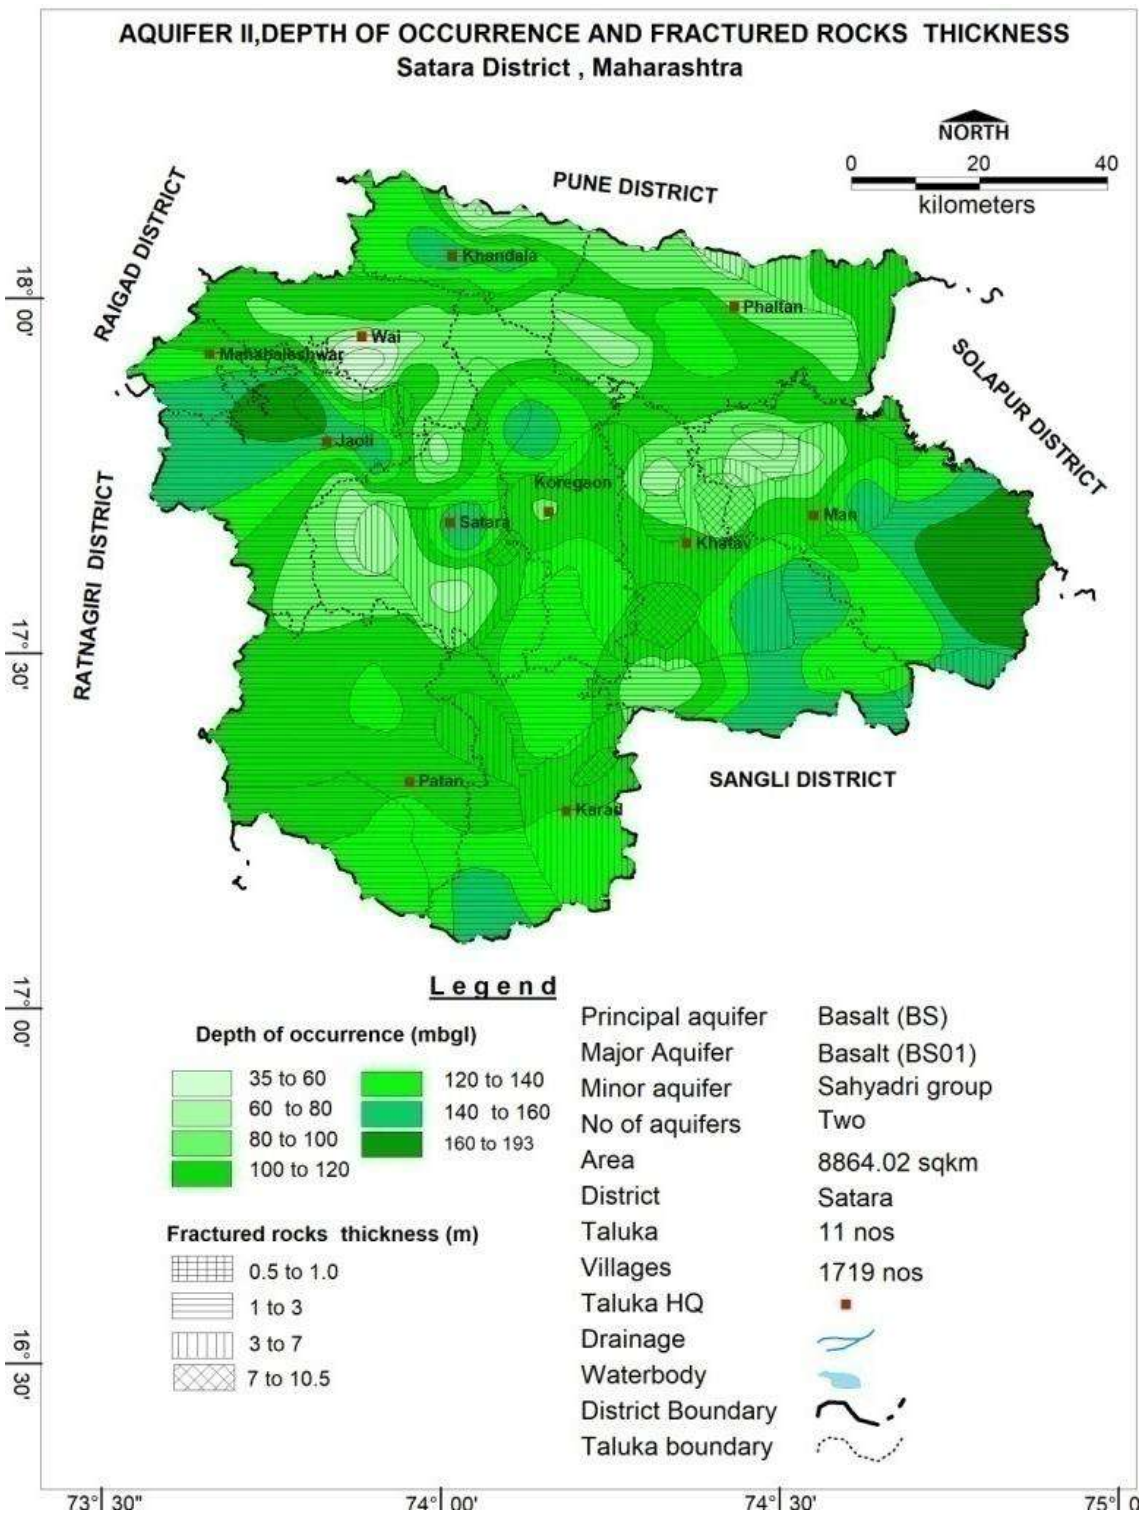 AQUIFER II,DEPTH OF OCCURRENCE AND FRACTURED ROCKS THICKNESS
Satara District , Maharashtra
NORTH
0 20 40
kilometers
PUNE DISTRICT
RAIGAD DISTRICT
SOLAPUR DISTRICT
RATNAGIRI DISTRICT
SANGLI DISTRICT
Khandala
Phaltan
Wai
Mahabaleshwar
Jaoli
Koregaon
Satara
Man
Khatav
Patan
Karad
18° 00'
17° 30'
17° 00'
16° 30'
Legend
Depth of occurrence (mbgl)
35 to 60
60 to 80
80 to 100
100 to 120
120 to 140
140 to 160
160 to 193
Fractured rocks thickness (m)
0.5 to 1.0
1 to 3
3 to 7
7 to 10.5
Principal aquifer Basalt (BS)
Major Aquifer Basalt (BS01)
Minor aquifer Sahyadri group
No of aquifers Two
Area 8864.02 sqkm
District Satara
Taluka 11 nos
Villages 1719 nos
Taluka HQ
Drainage
Waterbody
District Boundary
Taluka boundary
73° 30" 74° 00' 74° 30' 75° 0